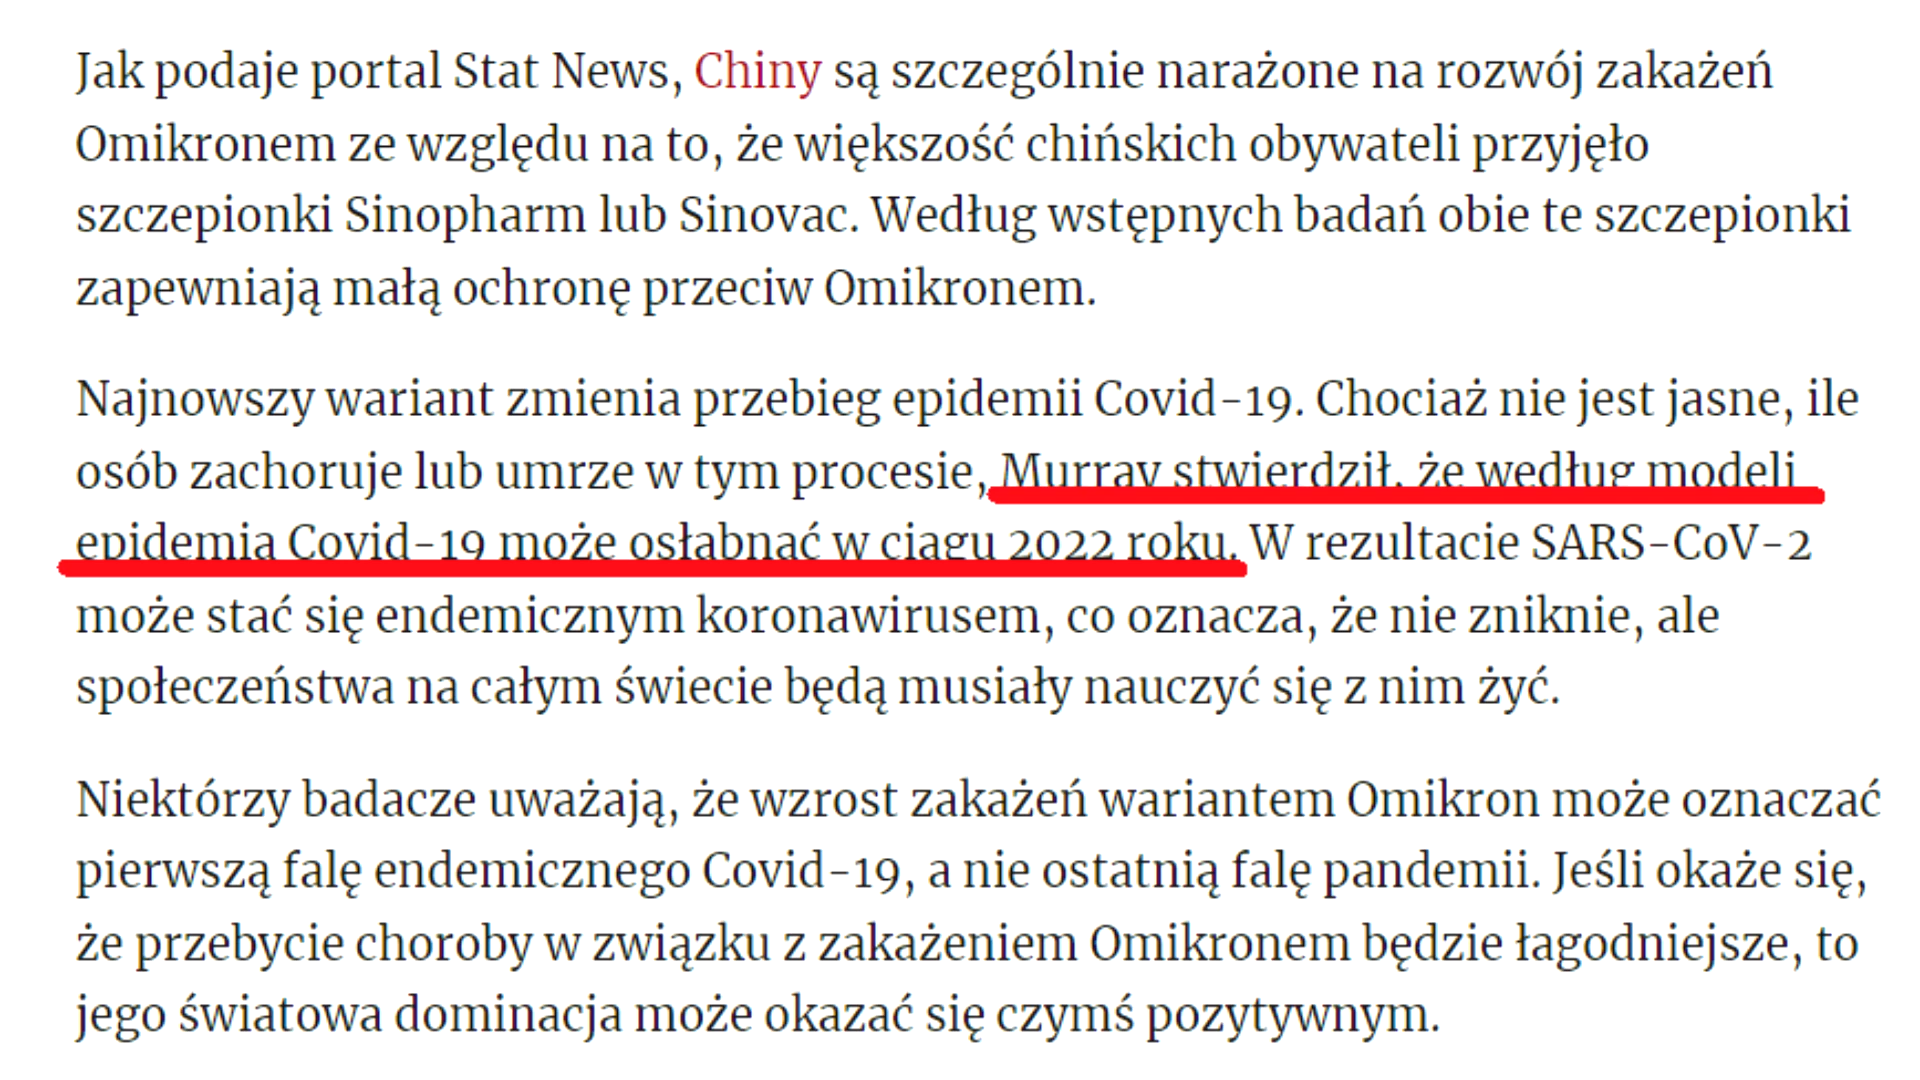 Jak podaje portal Stat News, Chiny są szczególnie narażone na rozwój zakażeń
Omikronem ze względu na to, że większość chińskich obywateli przyjęło
szczepionki Sinopharm lub Sinovac. Według wstępnych badań obie te szczepionki
zapewniają małą ochronę przeciw Omikronem.
Najnowszy wariant zmienia przebieg epidemii Covid-19. Chociaż nie jest jasne, ile
osób zachoruje lub umrze w tym procesie, Murray stwierdził, że według modeli
epidemia Covid-19 może osłabnąć w ciągu 2022 roku. W rezultacie SARS-CoV-2
może stać się endemicznym koronawirusem, co oznacza, że nie zniknie, ale
społeczeństwa na całym świecie będą musiały nauczyć się z nim żyć.
Niektórzy badacze uważają, że wzrost zakażeń wariantem Omikron może oznaczać
pierwszą falę endemicznego Covid-19, a nie ostatnią falę pandemii. Jeśli okaże się,
że przebycie choroby w związku z zakażeniem Omikronem będzie łagodniejsze, to
jego światowa dominacja może okazać się czymś pozytywnym.